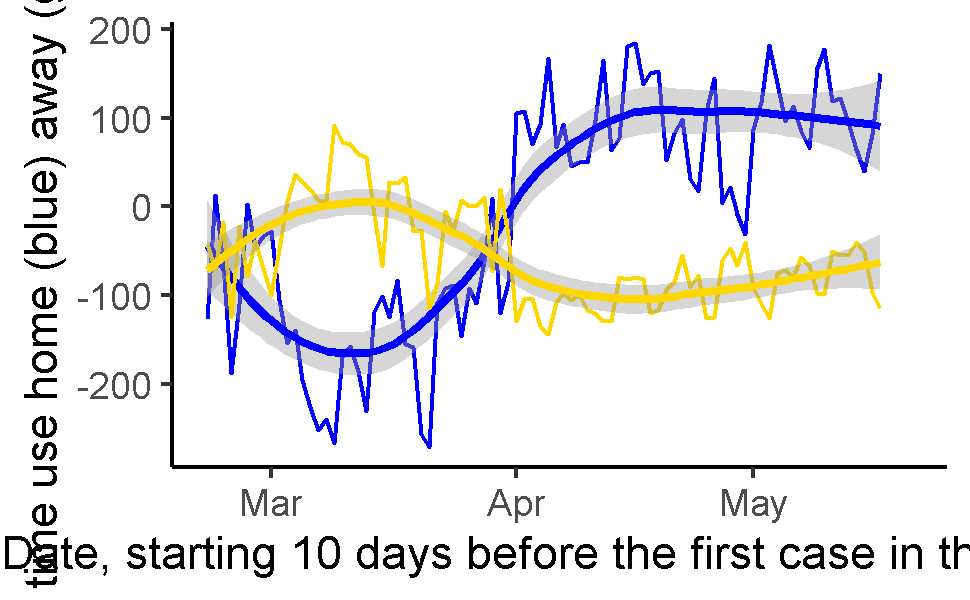 time use home (blue) away (
200
100
0
-100
-200
Mar Apr May
Date, starting 10 days before the first case in th